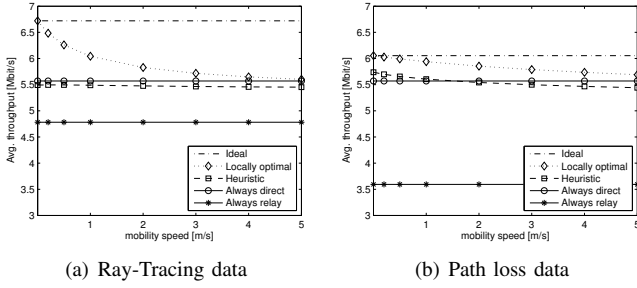 7
6.5
6
5.5
5
4.5
4
3.5
3
Avg. throughput [Mbit/s]
1 2 3 4 5
mobility speed [m/s]
Ideal
Locally optimal
Heuristic
Always direct
Always relay
(a) Ray-Tracing data
7
6.5
6
5.5
5
4.5
4
3.5
3
Avg. throughput [Mbit/s]
1 2 3 4 5
mobility speed [m/s]
Ideal
Locally optimal
Heuristic
Always direct
Always relay
(b) Path loss data